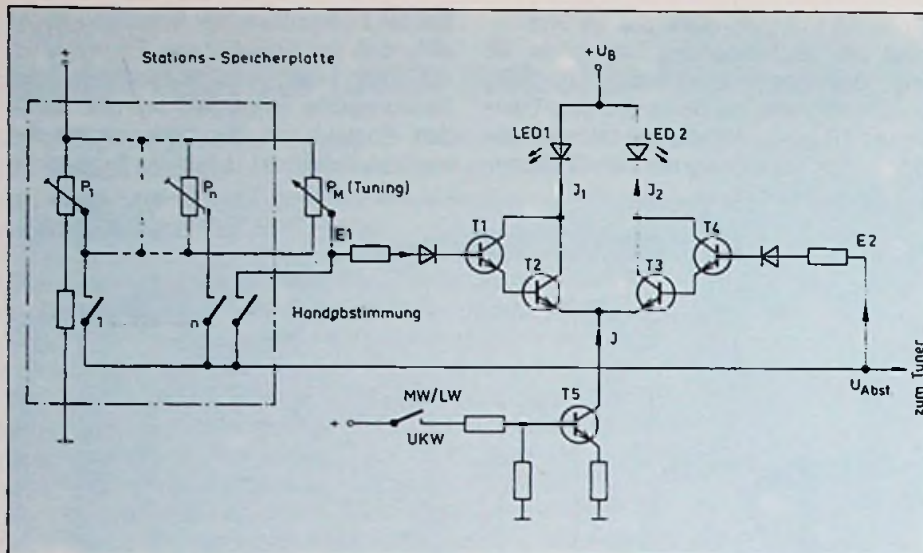 Stations - Speicherplatte
+
+U_B
LED 1
LED 2
P_1
P_n
P_M (Tuning)
J_1
J_2
E1
T1
T4
E2
T2
T3
1
n
Handabstimmung
J
U_Abst.
zum Tuner
MW/LW
T5
+
UKW